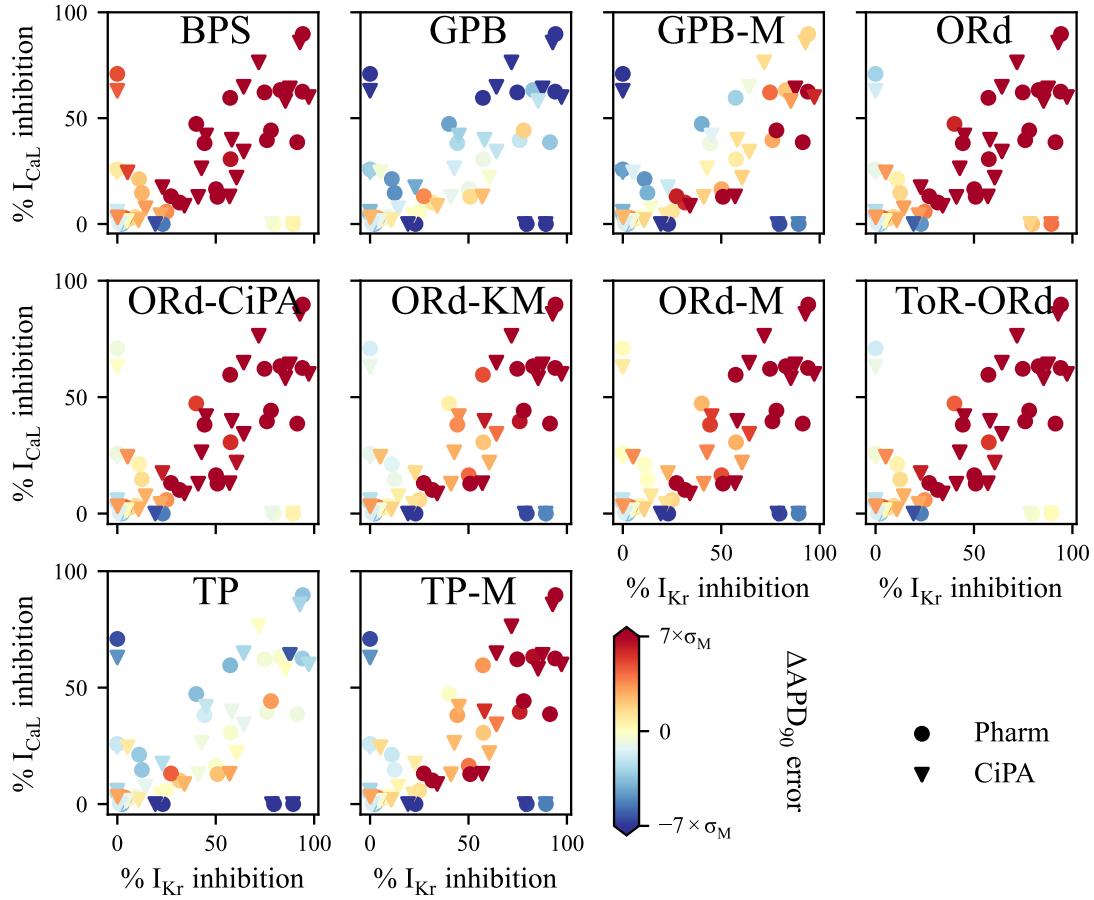 BPS
GPB
GPB-M
ORd
100
50
0
% I_CaL inhibition
ORd-CiPA
ORd-KM
ORd-M
ToR-ORd
100
50
0
% I_CaL inhibition
0 50 100
0 50 100
% I_Kr inhibition
% I_Kr inhibition
TP
TP-M
100
50
0
% I_CaL inhibition
0 50 100
0 50 100
% I_Kr inhibition
% I_Kr inhibition
7×σ_M
0
−7×σ_M
ΔAPD_90 error
Pharm
CiPA